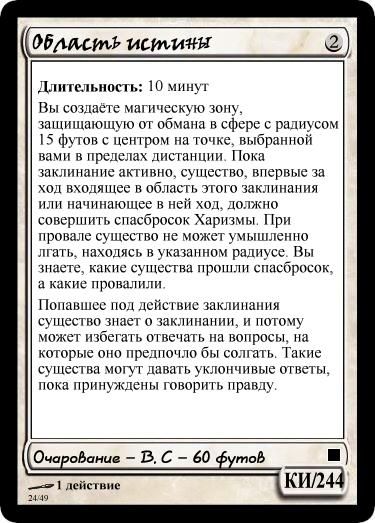 Область истины
2
Длительность: 10 минут
Вы создаёте магическую зону,
защищающую от обмана в сфере с радиусом
15 футов с центром на точке, выбранной
вами в пределах дистанции. Пока
заклинание активно, существо, впервые за
ход входящее в область этого заклинания
или начинающее в ней ход, должно
совершить спасбросок Харизмы. При
провале существо не может умышленно
лгать, находясь в указанном радиусе. Вы
знаете, какие существа прошли спасбросок,
а какие провалили.
Попавшее под действие заклинания
существо знает о заклинании, и потому
может избегать отвечать на вопросы, на
которые оно предпочло бы солгать. Такие
существа могут давать уклончивые ответы,
пока принуждены говорить правду.
Очарование – В, С – 60 футов
КИ/244
1 действие
24/49